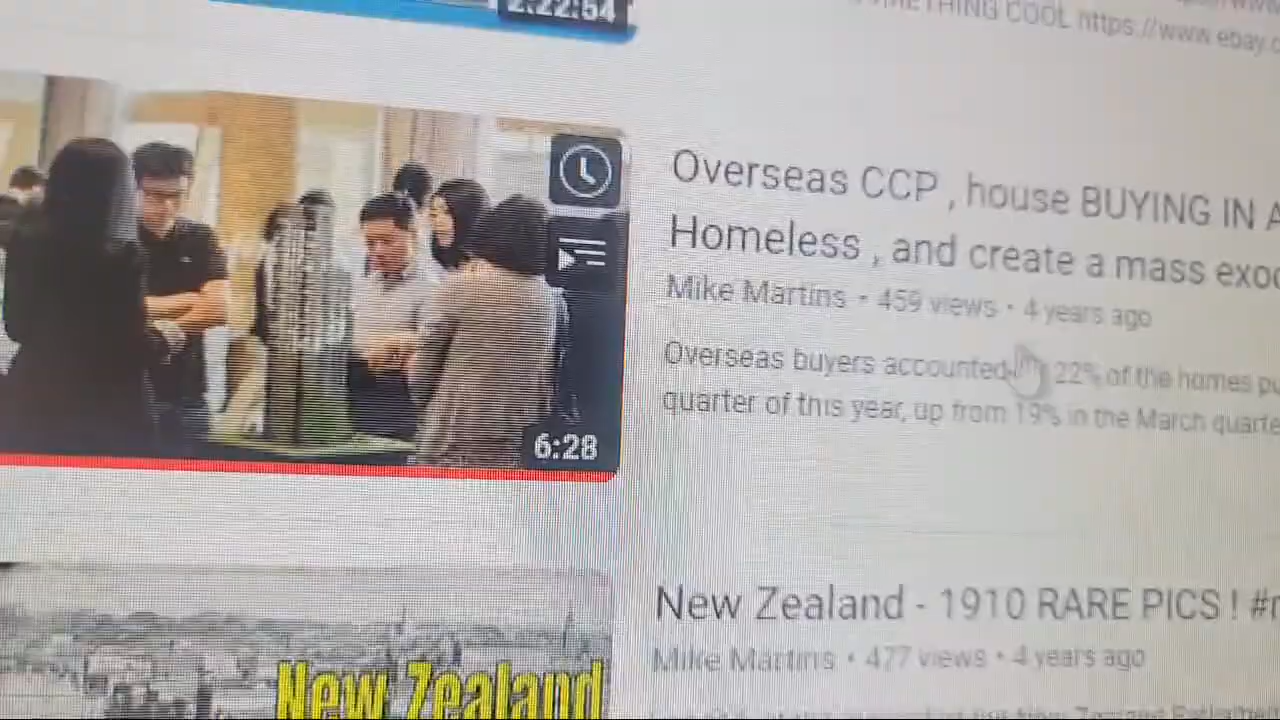 2:22:54
COOL https://www.ebay.c
Overseas CCP , house BUYING IN A
Homeless , and create a mass exod
Mike Martins • 459 views • 4 years ago
Overseas buyers accounted 22% of the homes
quarter of this year, up from 19% in the March quarte
6:28
New Zealand - 1910 RARE PICS ! #
Mike Martins • 477 views • 4 years ago
New Zealand